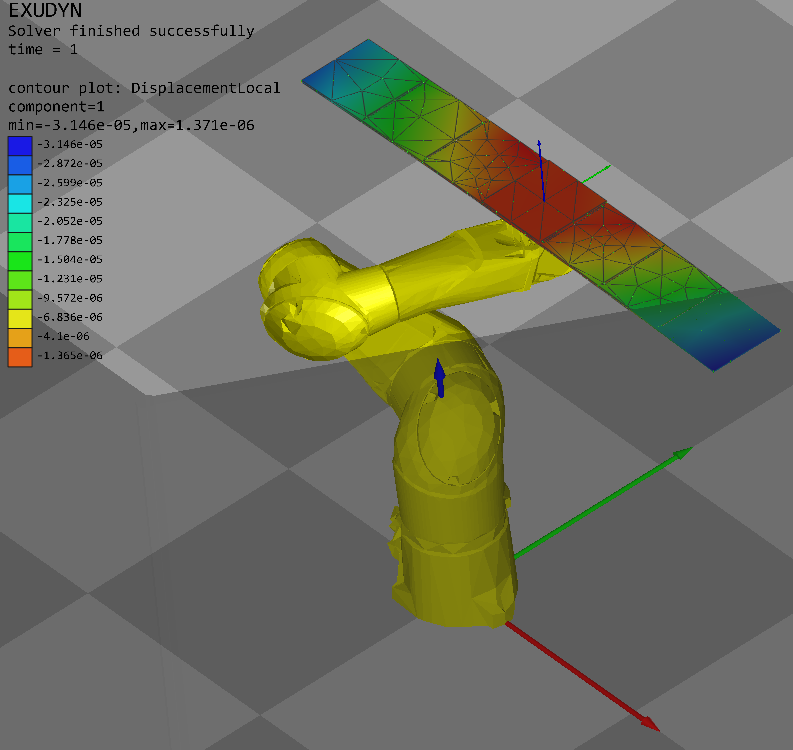 EXUDYN
Solver finished successfully
time = 1
contour plot: DisplacementLocal
component=1
min=-3.146e-05,max=1.371e-06
-3.146e-05
-2.872e-05
-2.599e-05
-2.325e-05
-2.052e-05
-1.778e-05
-1.504e-05
-1.231e-05
-9.572e-06
-6.836e-06
-4.1e-06
-1.365e-06